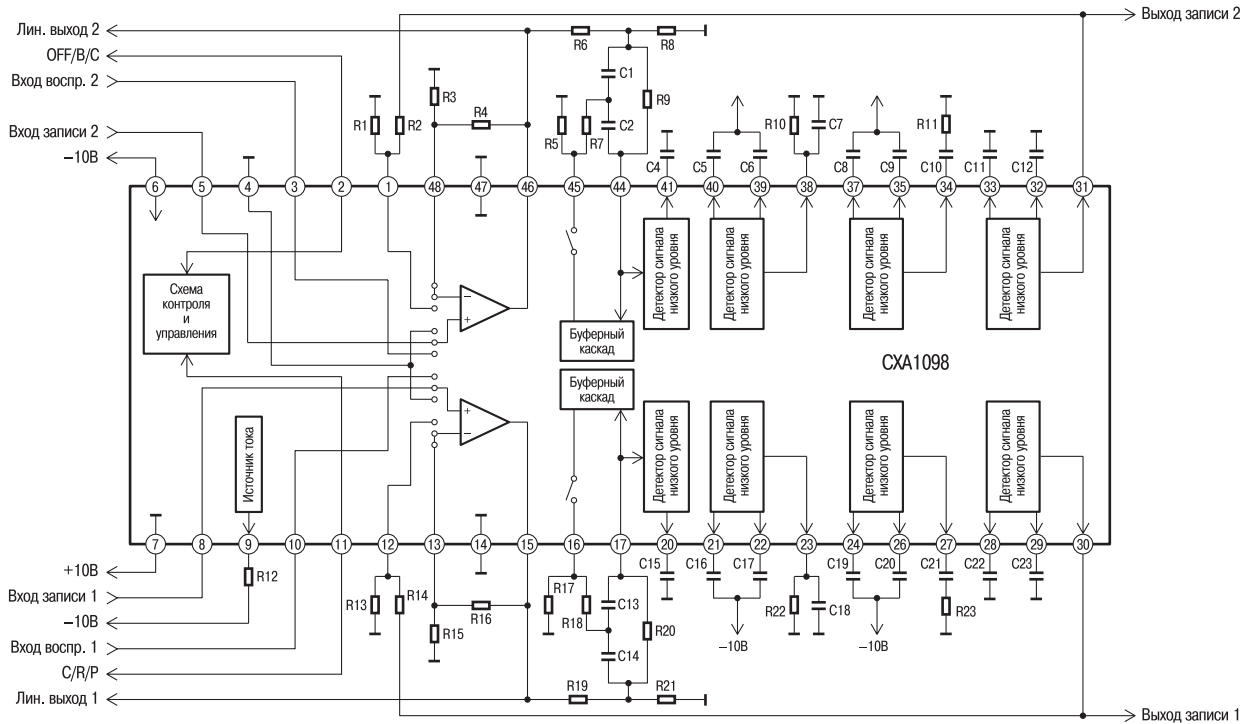 Лин. выход 2
OFF/B/C
Вход воспр. 2
Вход записи 2
–10В
Выход записи 2
R6
R8
C1
C2
R9
R3
R4
R1
R2
R5
R7
C4
C5
C6
R10
C7
C8
C9
R11
C10
C11
C12
6
5
4
3
2
1
48
47
46
45
44
41
40
39
38
37
35
34
33
32
31
Схема
контроля
и
управления
–
+
Буферный
каскад
Детектор сигнала
низкого уровня
Детектор сигнала
низкого уровня
Детектор сигнала
низкого уровня
Детектор сигнала
низкого уровня
CXA1098
Источник тока
+
–
Буферный
каскад
Детектор сигнала
низкого уровня
Детектор сигнала
низкого уровня
Детектор сигнала
низкого уровня
Детектор сигнала
низкого уровня
7
8
9
10
11
12
13
14
15
16
17
20
21
22
23
24
26
27
28
29
30
+10В
Вход записи 1
–10В
Вход воспр. 1
C/R/P
Лин. выход 1
R12
R13
R14
R15
R16
R17
R18
C13
C14
R20
R19
R21
C15
C16
C17
–10В
R22
C18
C19
C20
–10В
C21
R23
C22
C23
Выход записи 1